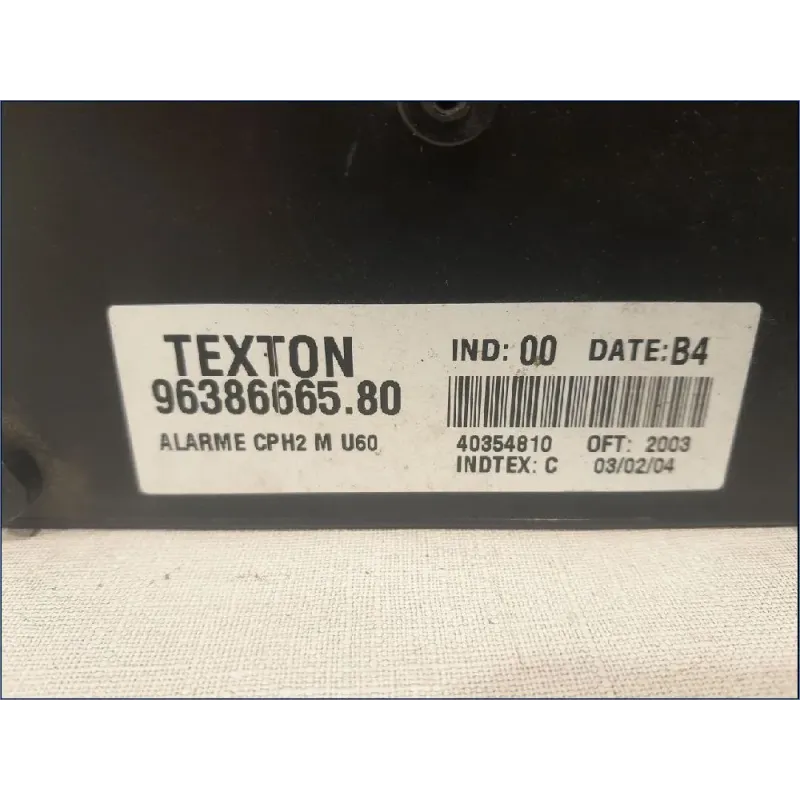 TEXTON
96386665.80
ALARME CPH2 M U60
IND: 00 DATE: B4
40354810 OFT: 2003
INDTEX: C 03/02/04